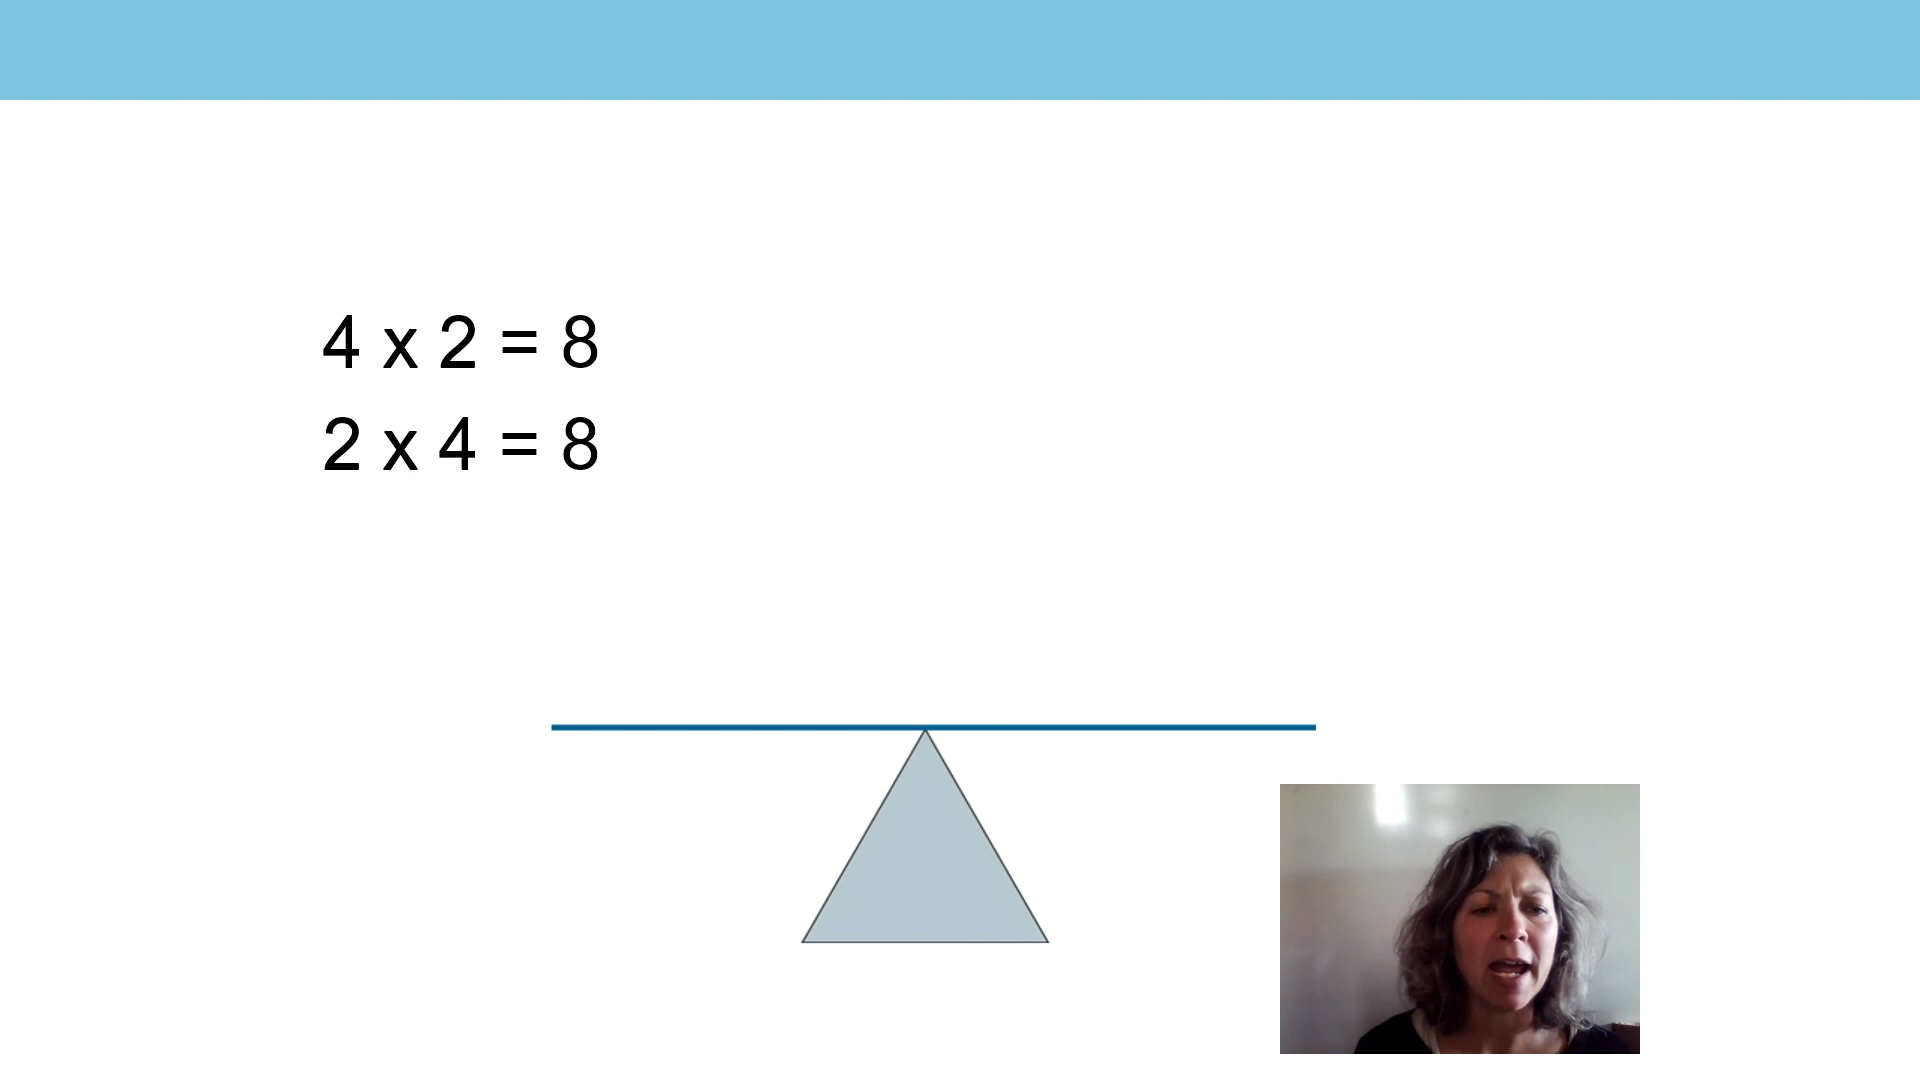 4 x 2 = 8
2 x 4 = 8